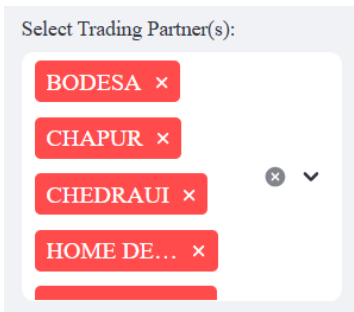 Select Trading Partner(s):
BODESA ×
CHAPUR ×
CHEDRAUI ×
HOME DE… ×